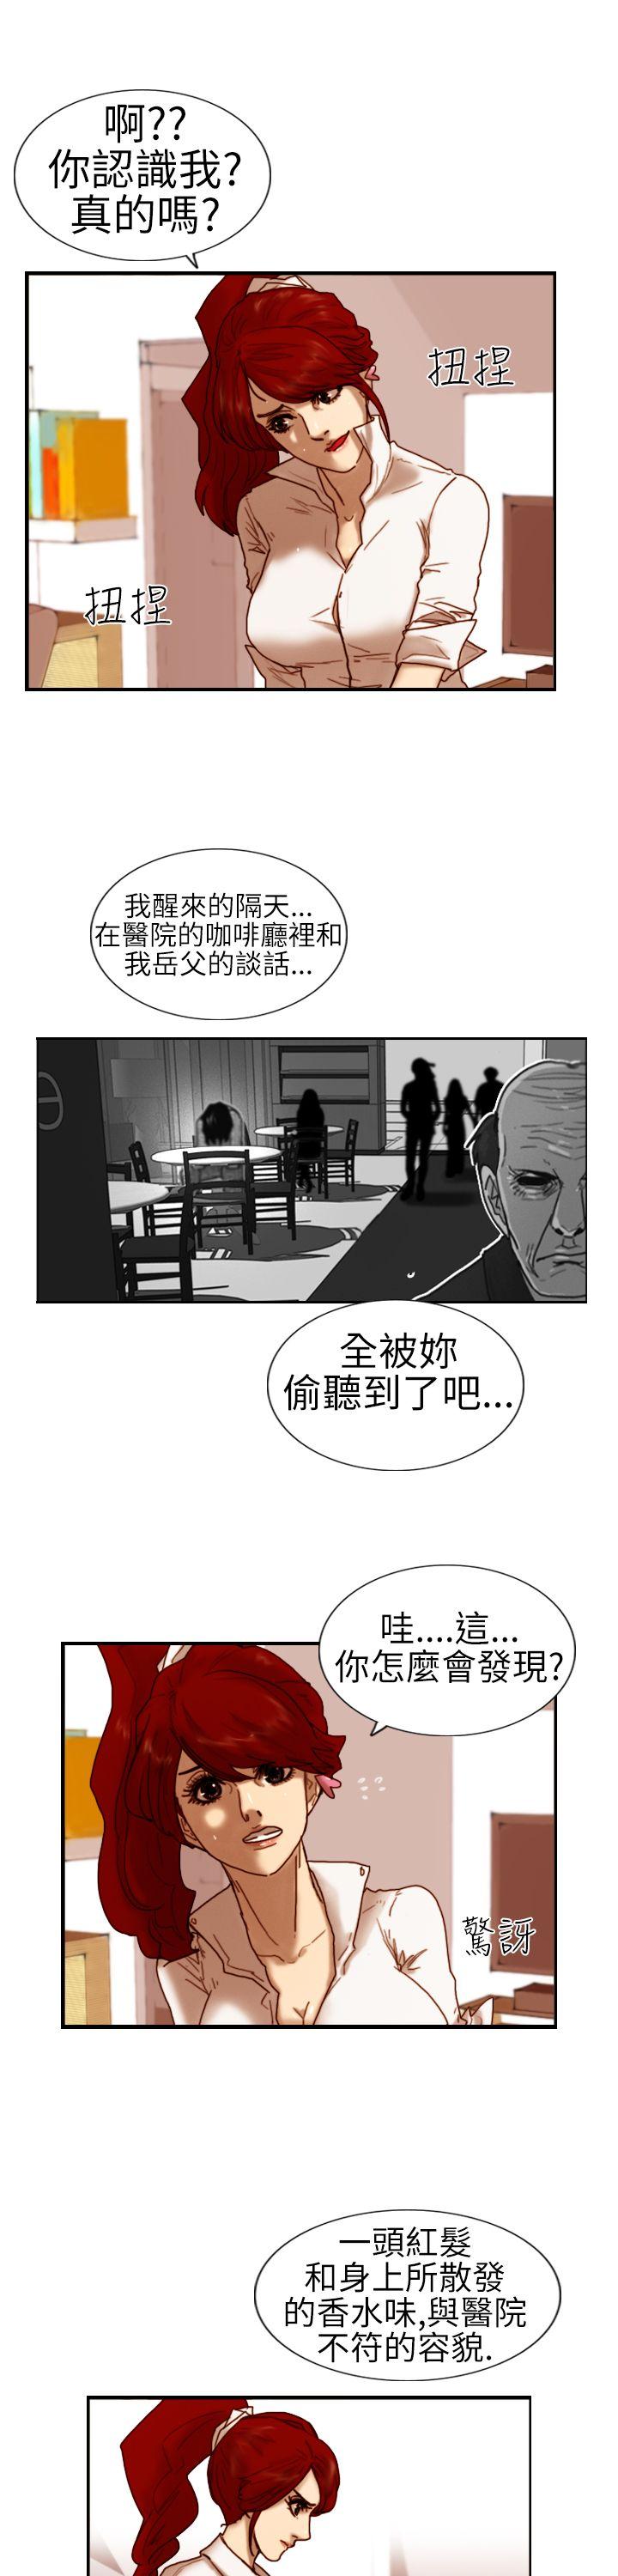 啊??
你認識我?
真的嗎?
扭捏
扭捏
我醒來的隔天...
在醫院的咖啡廳裡和
我岳父的談話...
全被妳
偷聽到了吧...
哇....這...
你怎麼會發現?
驚訝
一頭紅髮
和身上所散發
的香水味,與醫院
不符的容貌.